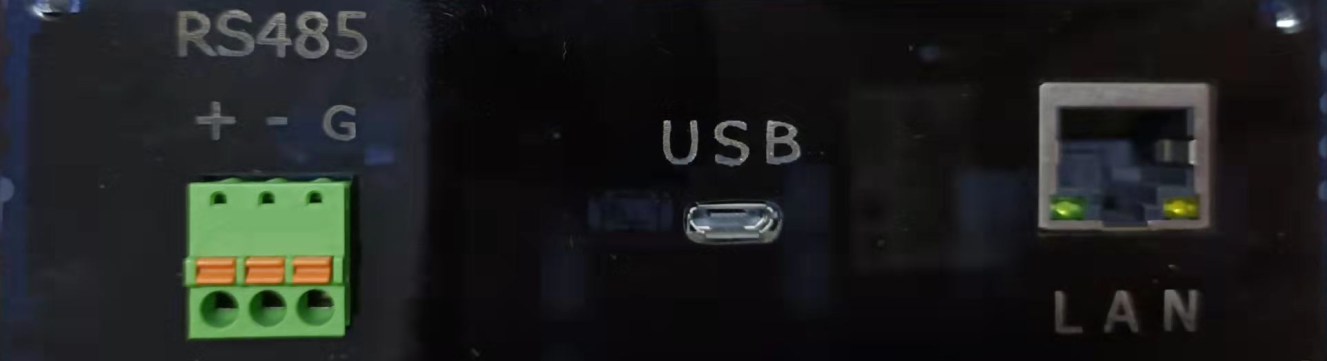 RS485
+ - G
USB
LAN